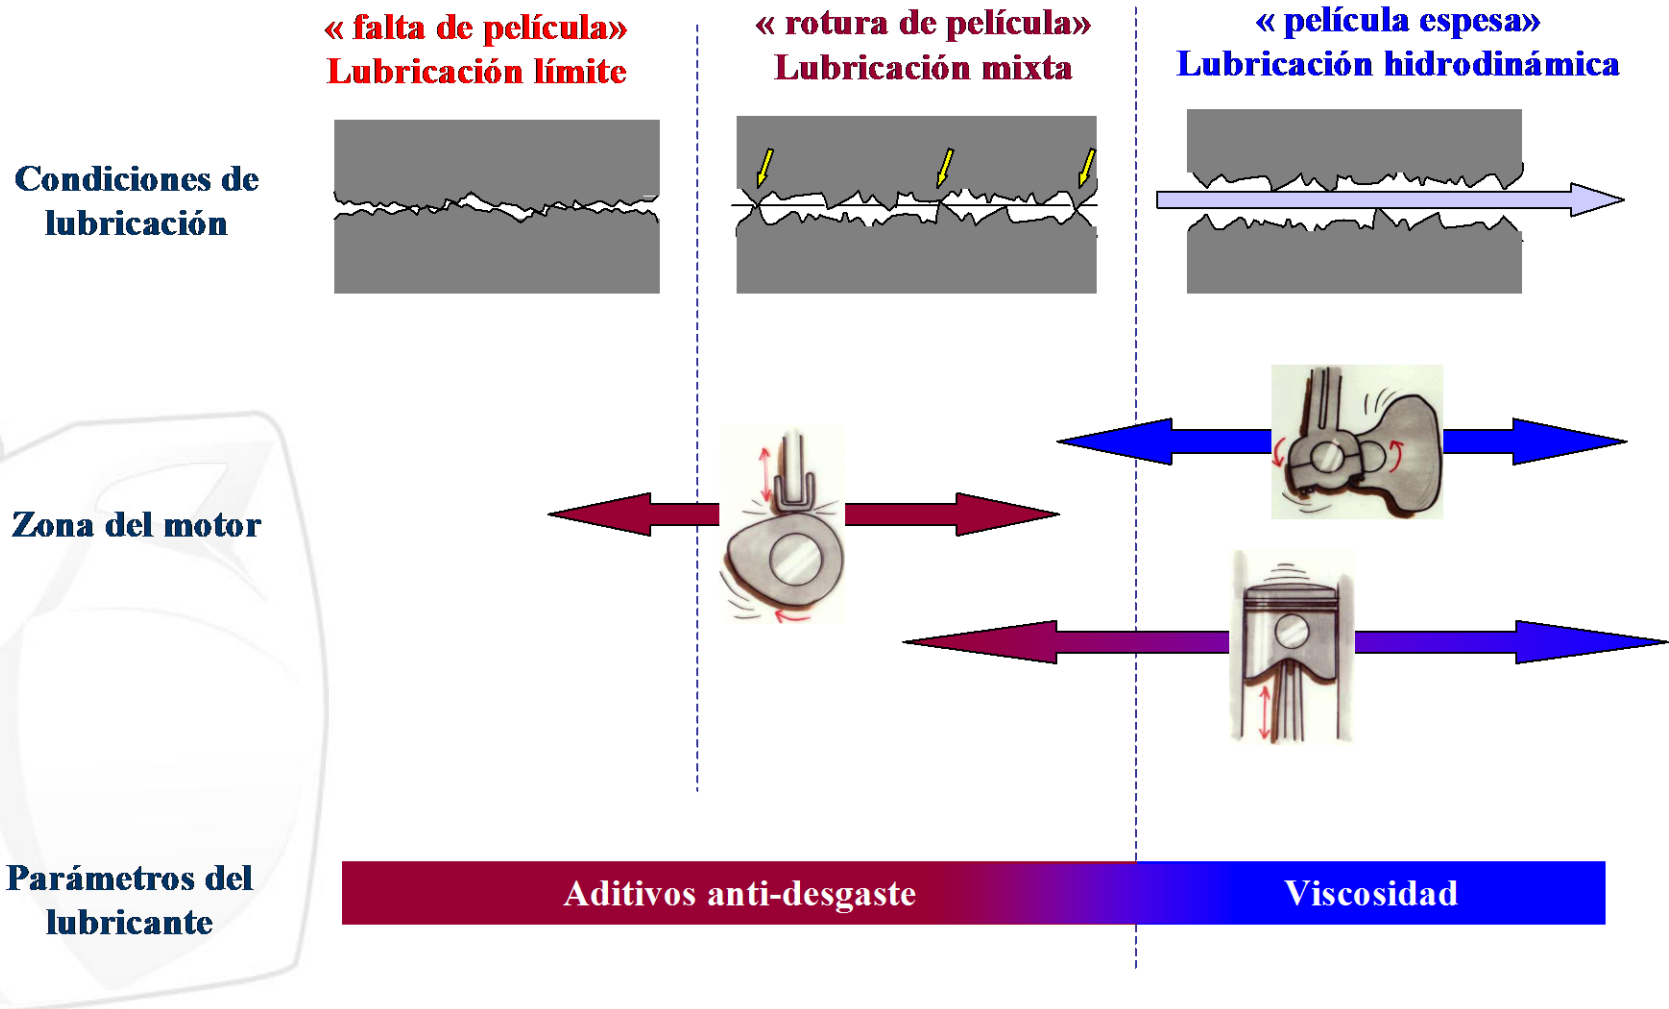 « falta de película»
Lubricación límite
« rotura de película»
Lubricación mixta
« película espesa»
Lubricación hidrodinámica
Condiciones de
lubricación
Zona del motor
Parámetros del
lubricante
Aditivos anti-desgaste
Viscosidad